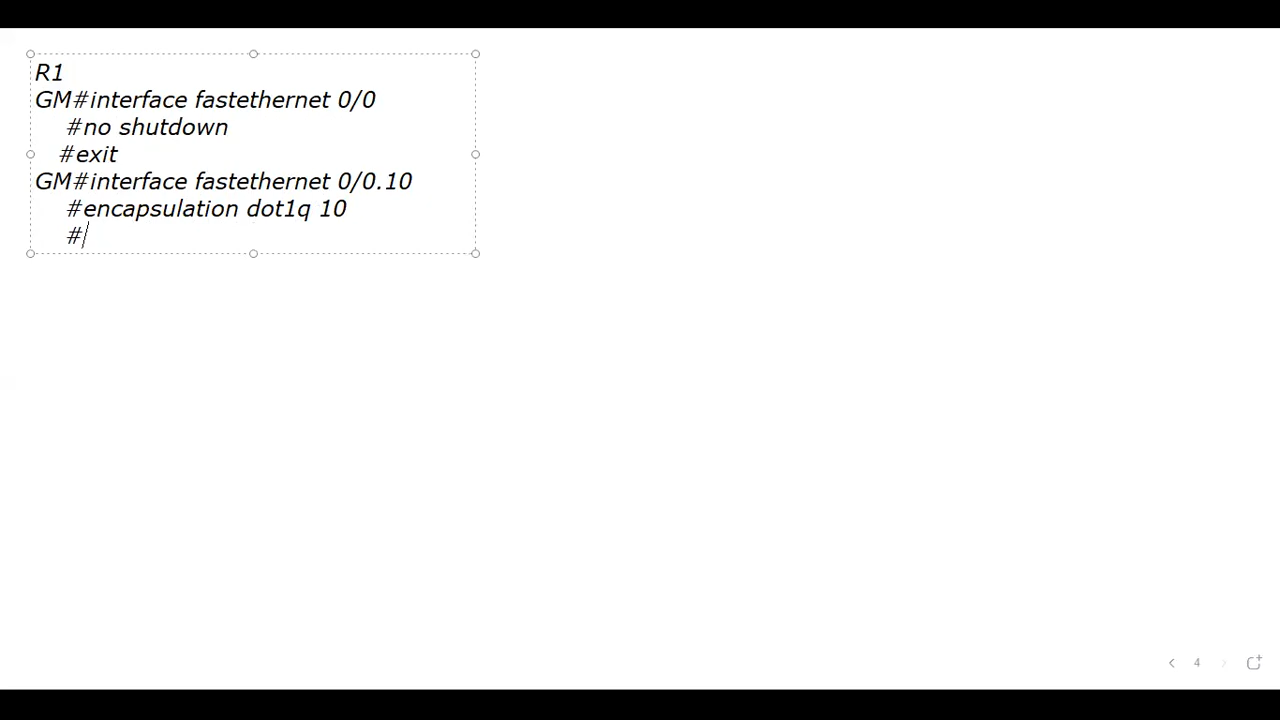 R1
GM#interface fastethernet 0/0
#no shutdown
#exit
GM#interface fastethernet 0/0.10
#encapsulation dot1q 10
#
4